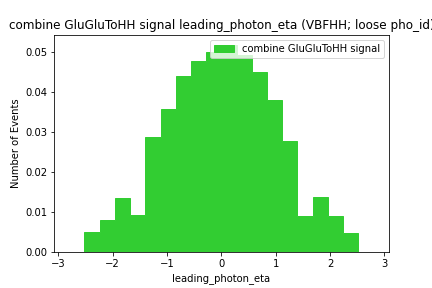 combine GluGluToHH signal leading_photon_eta (VBFHH; loose pho_id)
combine GluGluToHH signal
Number of Events
0.05
0.04
0.03
0.02
0.01
0.00
−3 −2 −1 0 1 2 3
leading_photon_eta